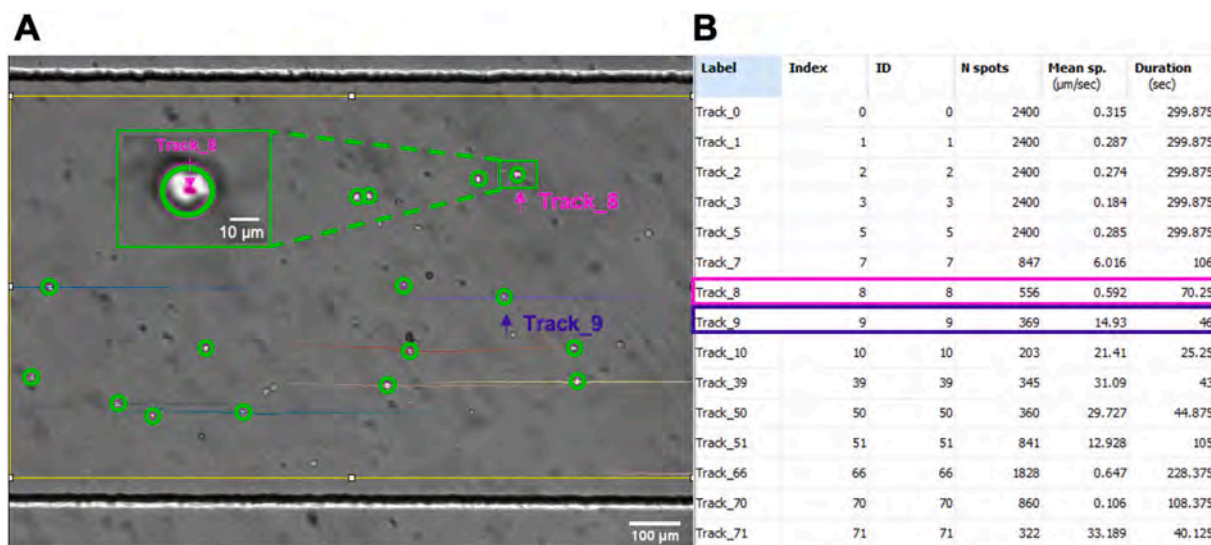 A
Track_8
10 µm
Track_8
Track_9
100 µm
B
Label Index ID N spots Mean sp. (µm/sec) Duration (sec)
Track_0 0 0 2400 0.315 299.875
Track_1 1 1 2400 0.287 299.875
Track_2 2 2 2400 0.274 299.875
Track_3 3 3 2400 0.184 299.875
Track_5 5 5 2400 0.285 299.875
Track_7 7 7 847 6.016 106
Track_8 8 8 556 0.592 70.25
Track_9 9 9 369 14.93 46
Track_10 10 10 203 21.41 25.25
Track_39 39 39 345 31.09 43
Track_50 50 50 360 29.727 44.875
Track_51 51 51 841 12.928 105
Track_66 66 66 1828 0.647 228.375
Track_70 70 70 860 0.106 108.375
Track_71 71 71 322 33.189 40.125